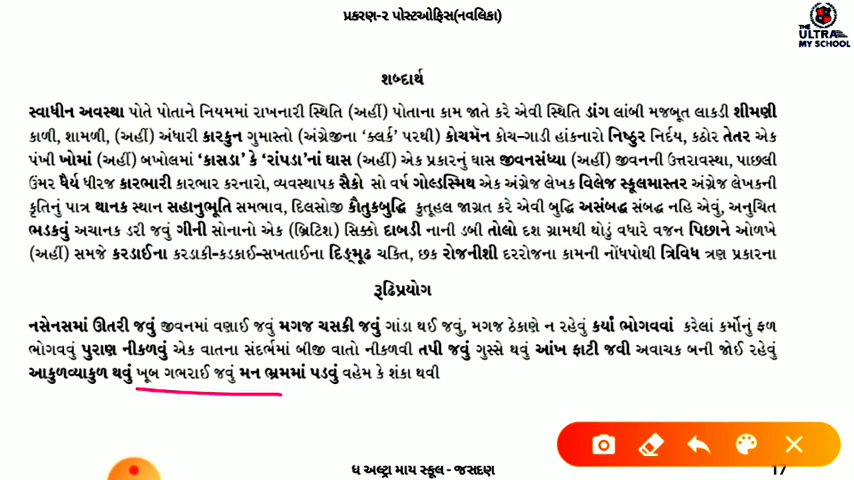 પ્રકરણ-૨ પોસ્ટઓફિસ(નવલિકા)
THE
ULTRA
MY SCHOOL
શબ્દાર્થ
સ્વાધીન અવસ્થા પોતે પોતાને નિયમમાં રાખનારી સ્થિતિ (અહીં) પોતાના કામ જાતે કરે એવી સ્થિતિ ડાંગ લાંબી મજબૂત લાકડી શીમણી
કાળી, શામળી, (અહીં) અંધારી કારકુન ગુમાસ્તો (અંગ્રેજીના 'ક્લર્ક' પરથી) કોચમૅન કોચ-ગાડી હાંકનારો નિષ્ઠુર નિર્દય, કઠોર તેતર એક
પંખી ખોમાં (અહીં) બખોલમાં 'કાસડા' કે 'રાંપડા'નાં ઘાસ (અહીં) એક પ્રકારનું ઘાસ જીવનસંધ્યા (અહીં) જીવનની ઉત્તરાવસ્થા, પાછલી
ઉંમર ધૈર્ય ધીરજ કારભારી કારભાર કરનારો, વ્યવસ્થાપક સૈકો સો વર્ષ ગોલ્ડસ્મિથ એક અંગ્રેજ લેખક વિલેજ સ્કૂલમાસ્તર અંગ્રેજ લેખકની
કૃતિનું પાત્ર થાનક સ્થાન સહાનુભૂતિ સમભાવ, દિલસોજી કૌતુકબુદ્ધિ કુતૂહલ જાગ્રત કરે એવી બુદ્ધિ અસંબદ્ધ સંબદ્ધ નહિ એવું, અનુચિત
ભડકવું અચાનક ડરી જવું ગીની સોનાનો એક (બ્રિટિશ) સિક્કો દાબડી નાની ડબી તોલો દશ ગ્રામથી થોડું વધારે વજન પિછાને ઓળખે
(અહીં) સમજે કરડાઈના કરડાકી-કડકાઈ-સખતાઈના દિઙ્મૂઢ ચકિત, છક રોજનીશી દરરોજના કામની નોંધપોથી ત્રિવિધ ત્રણ પ્રકારના
રૂઢિપ્રયોગ
નસેનસમાં ઊતરી જવું જીવનમાં વણાઈ જવું મગજ ચસકી જવું ગાંડા થઈ જવું, મગજ ઠેકાણે ન રહેવું કર્યાં ભોગવવાં કરેલાં કર્મોનું ફળ
ભોગવવું પુરાણ નીકળવું એક વાતના સંદર્ભમાં બીજી વાતો નીકળવી તપી જવું ગુસ્સે થવું આંખ ફાટી જવી અવાચક બની જોઈ રહેવું
આકુળવ્યાકુળ થવું ખૂબ ગભરાઈ જવું મન ભ્રમમાં પડવું વહેમ કે શંકા થવી
ધ અલ્ટ્રા માય સ્કૂલ - જસદણ
17